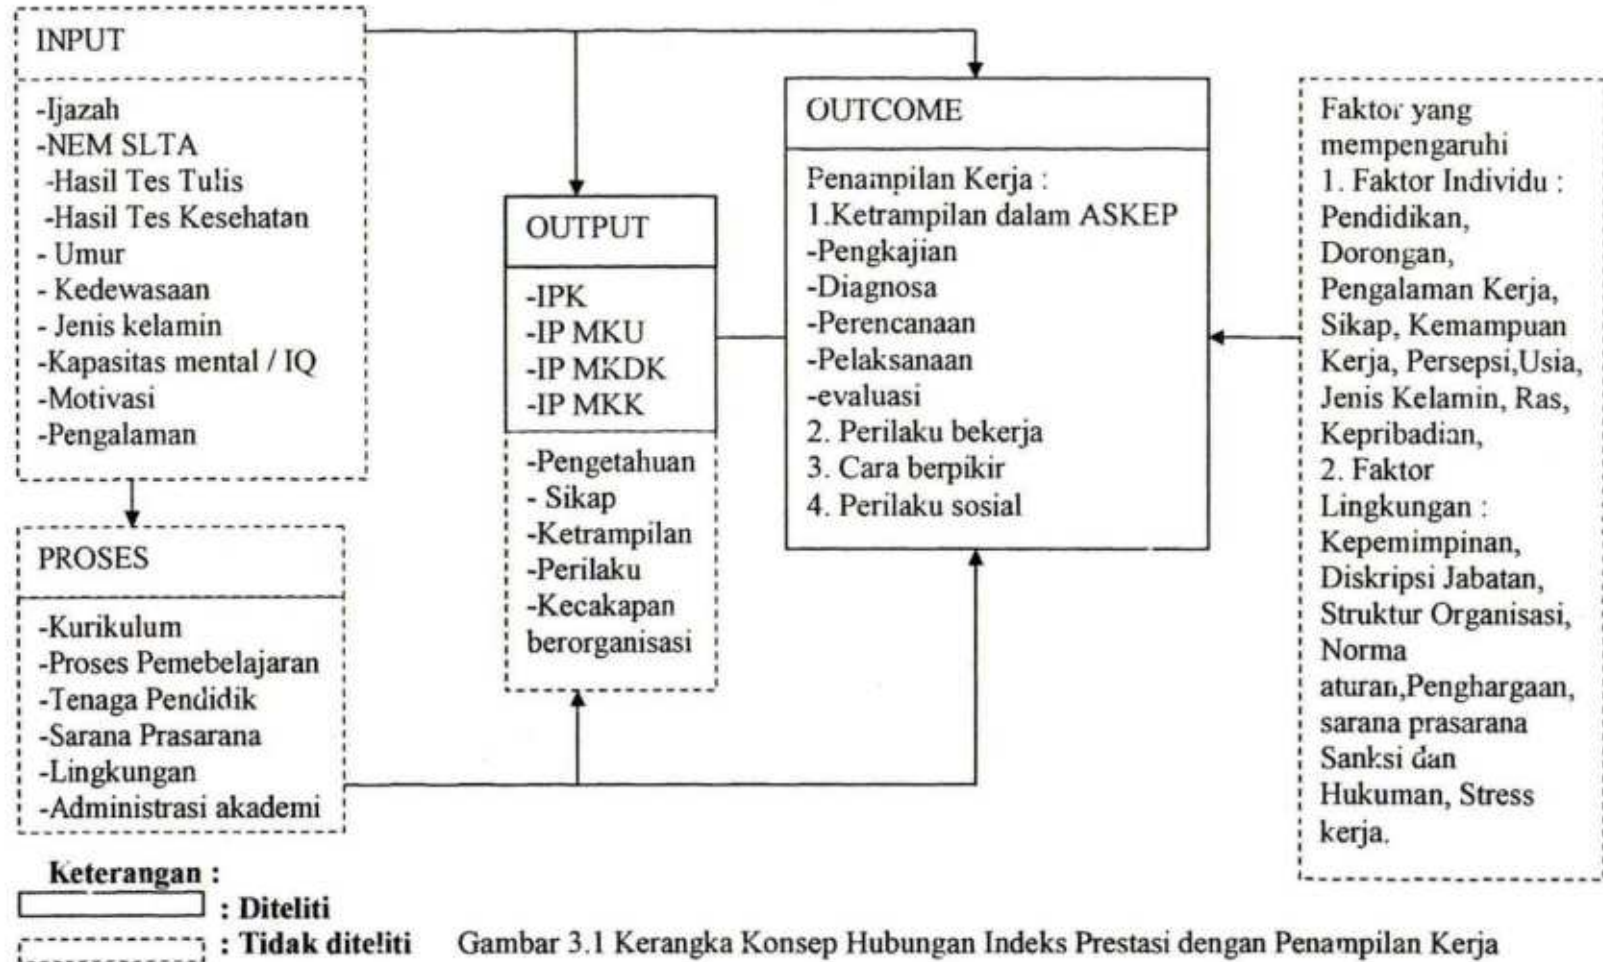 INPUT
-Ijazah
-NEM SLTA
-Hasil Tes Tulis
-Hasil Tes Kesehatan
- Umur
- Kedewasaan
- Jenis kelamin
-Kapasitas mental / IQ
-Motivasi
-Pengalaman
PROSES
-Kurikulum
-Proses Pemebelajaran
-Tenaga Pendidik
-Sarana Prasarana
-Lingkungan
-Administrasi akademi
OUTPUT
-IPK
-IP MKU
-IP MKDK
-IP MKK
-Pengetahuan
- Sikap
-Ketrampilan
-Perilaku
-Kecakapan
berorganisasi
OUTCOME
Penampilan Kerja :
1.Ketrampilan dalam ASKEP
-Pengkajian
-Diagnosa
-Perencanaan
-Pelaksanaan
-evaluasi
2. Perilaku bekerja
3. Cara berpikir
4. Perilaku sosial
Faktor yang
mempengaruhi
1. Faktor Individu :
Pendidikan,
Dorongan,
Pengalaman Kerja,
Sikap, Kemampuan
Kerja, Persepsi,Usia,
Jenis Kelamin, Ras,
Kepribadian,
2. Faktor
Lingkungan :
Kepemimpinan,
Diskripsi Jabatan,
Struktur Organisasi,
Norma
aturan,Penghargaan,
sarana prasarana
Sanksi dan
Hukuman, Stress
kerja.
Keterangan :
: Diteliti
: Tidak diteliti
Gambar 3.1 Kerangka Konsep Hubungan Indeks Prestasi dengan Penampilan Kerja